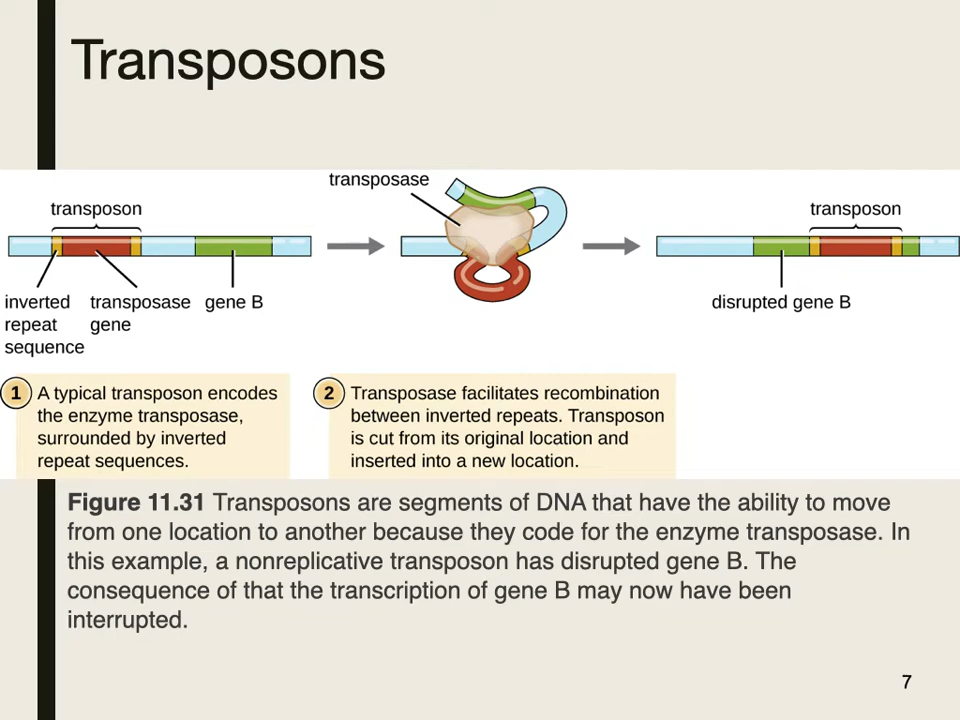 Transposons
transposase
transposon
transposon
inverted
repeat
sequence
transposase
gene
gene B
disrupted gene B
1 A typical transposon encodes
the enzyme transposase,
surrounded by inverted
repeat sequences.
2 Transposase facilitates recombination
between inverted repeats. Transposon
is cut from its original location and
inserted into a new location.
Figure 11.31 Transposons are segments of DNA that have the ability to move
from one location to another because they code for the enzyme transposase. In
this example, a nonreplicative transposon has disrupted gene B. The
consequence of that the transcription of gene B may now have been
interrupted.
7